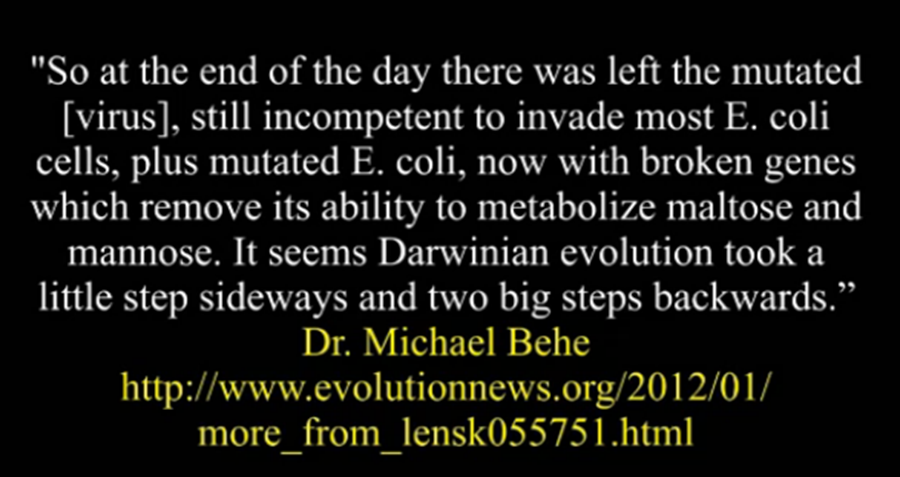 "So at the end of the day there was left the mutated
[virus], still incompetent to invade most E. coli
cells, plus mutated E. coli, now with broken genes
which remove its ability to metabolize maltose and
mannose. It seems Darwinian evolution took a
little step sideways and two big steps backwards.”
Dr. Michael Behe
http://www.evolutionnews.org/2012/01/
more_from_lensk055751.html